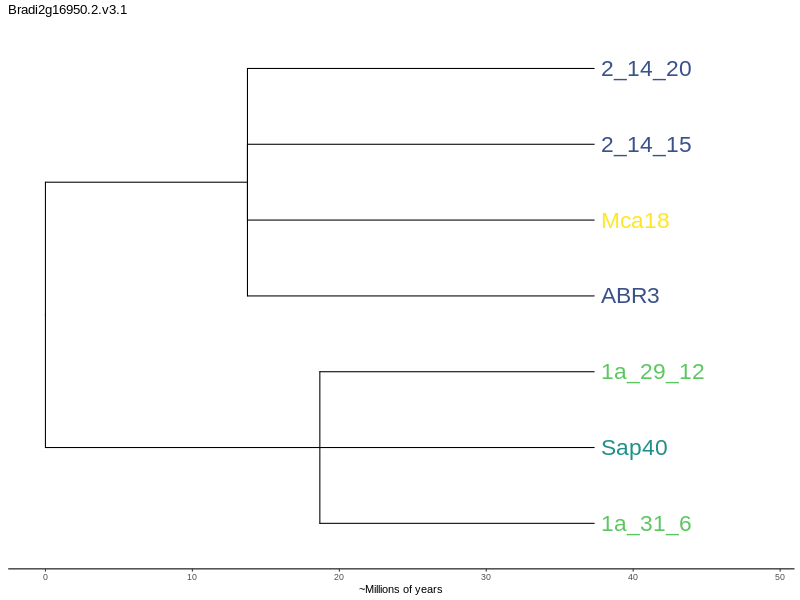 Bradi2g16950.2.v3.1
2_14_20
2_14_15
Mca18
ABR3
1a_29_12
Sap40
1a_31_6
0 10 20 30 40 50
~Millions of years